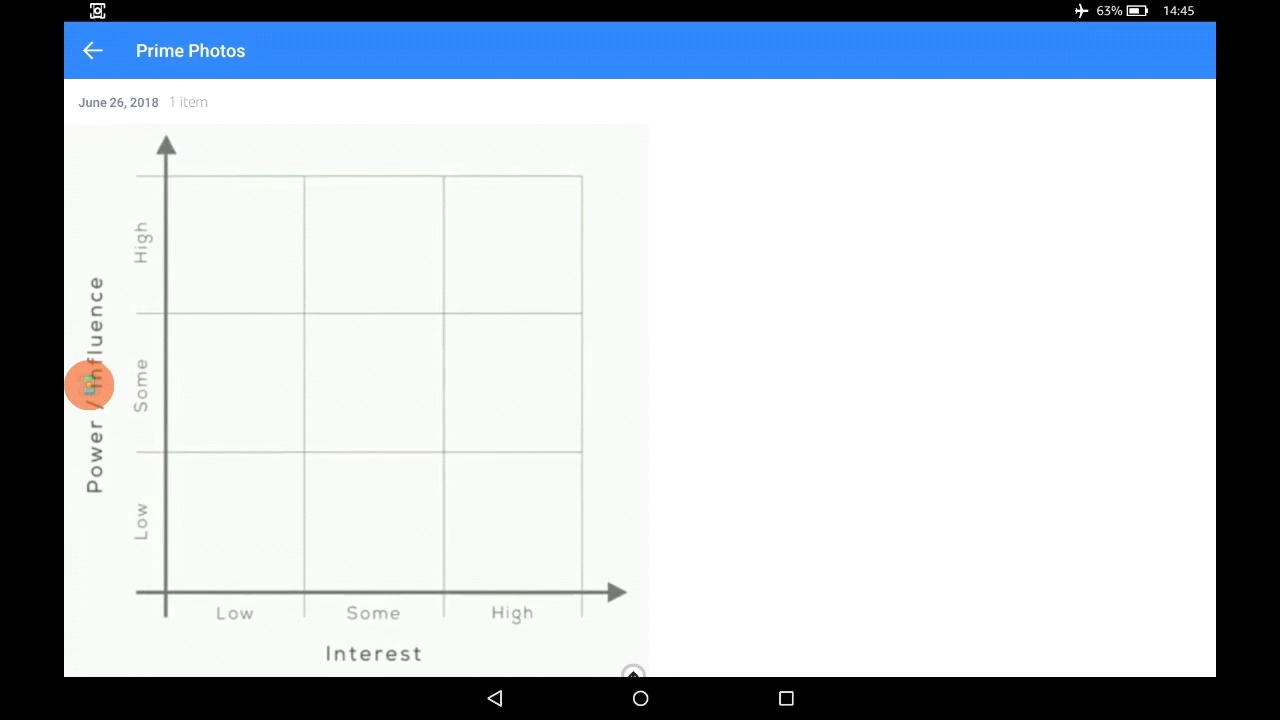 63% 14:45
Prime Photos
June 26, 2018 1 item
High
Some
Low
Power / Influence
Low Some High
Interest